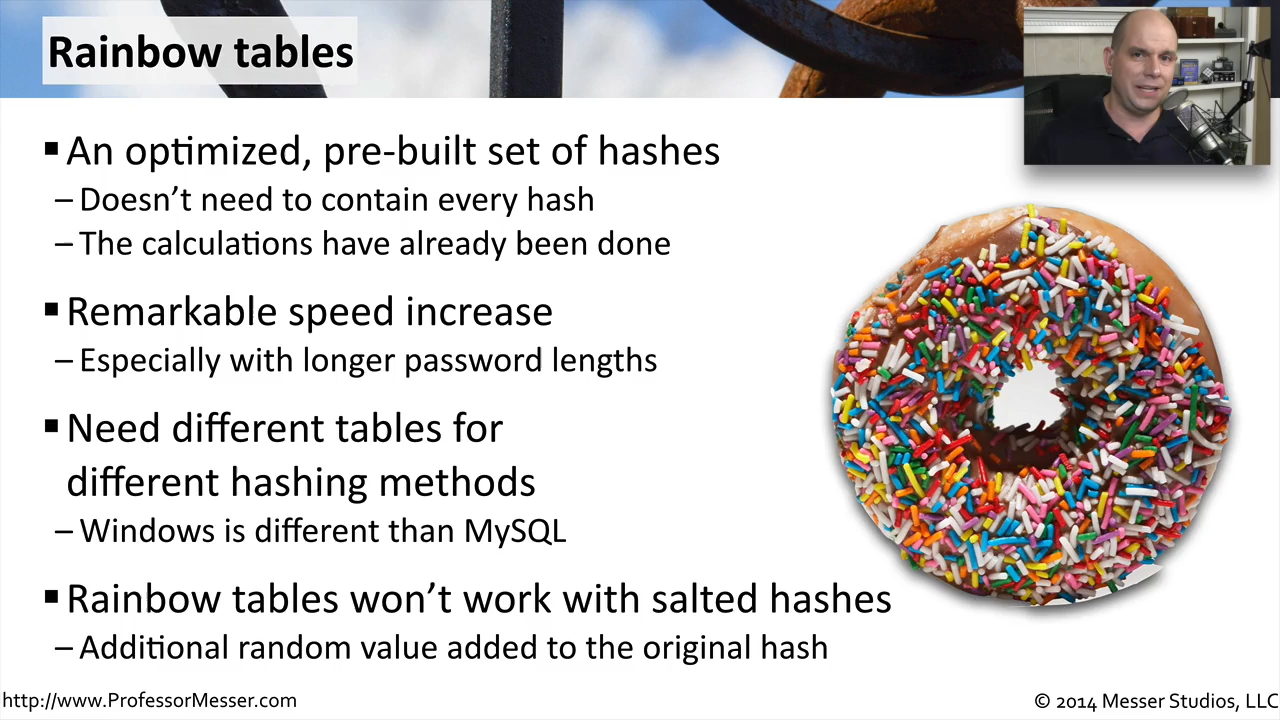 Rainbow tables
▪ An optimized, pre-built set of hashes
– Doesn’t need to contain every hash
– The calculations have already been done
▪ Remarkable speed increase
– Especially with longer password lengths
▪ Need different tables for
different hashing methods
– Windows is different than MySQL
▪ Rainbow tables won’t work with salted hashes
– Additional random value added to the original hash
http://www.ProfessorMesser.com
© 2014 Messer Studios, LLC